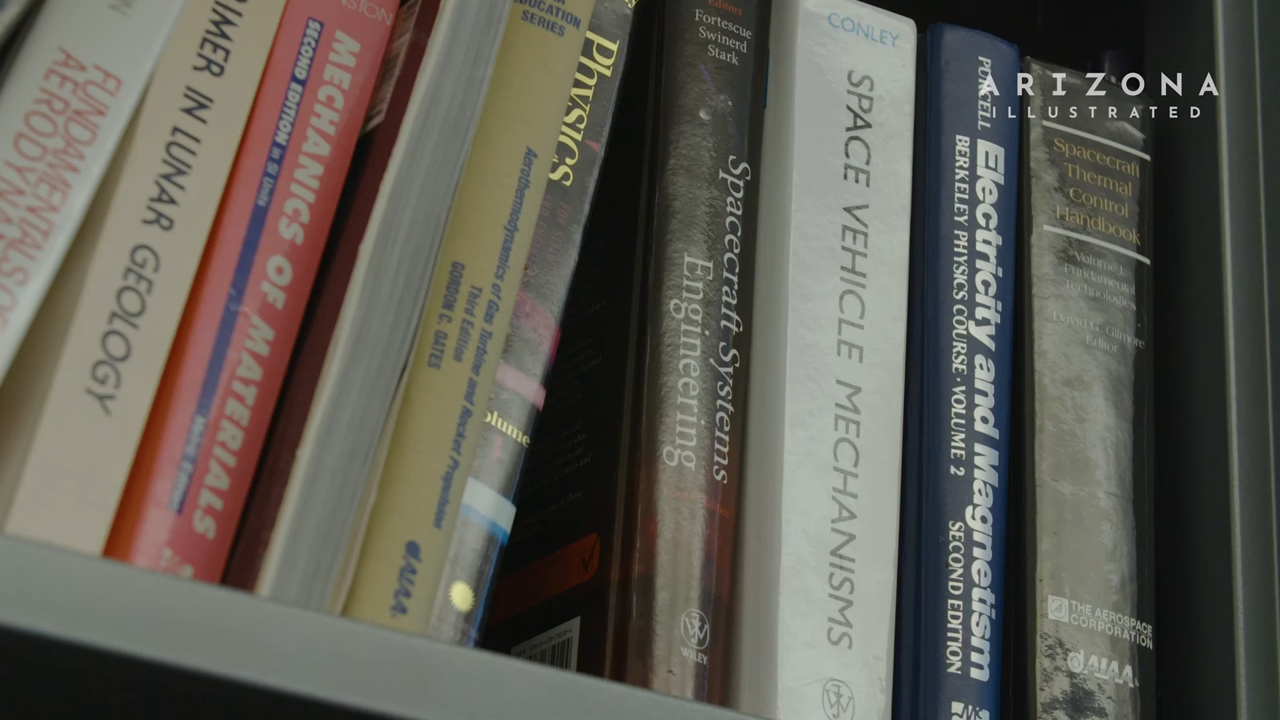 FUNDAMENTALS OF
AERODYNAMICS
PRIMER IN LUNAR GEOLOGY
MECHANICS OF MATERIALS
SECOND EDITION in SI Units
EDUCATION
SERIES
Aerothermodynamics of Gas Turbine and Rocket Propulsion
Third Edition
GORDON C. OATES
AIAA
Physics
Volume
Editors
Fortescue
Swinerd
Stark
Spacecraft Systems
Engineering
WILEY
CONLEY
SPACE VEHICLE MECHANISMS
PURCELL
Electricity and Magnetism
BERKELEY PHYSICS COURSE · VOLUME 2
SECOND EDITION
ARIZONA
ILLUSTRATED
Spacecraft
Thermal
Control
Handbook
Volume I:
Fundamental
Technologies
David G. Gilmore
Editor
THE AEROSPACE
CORPORATION
AIAA